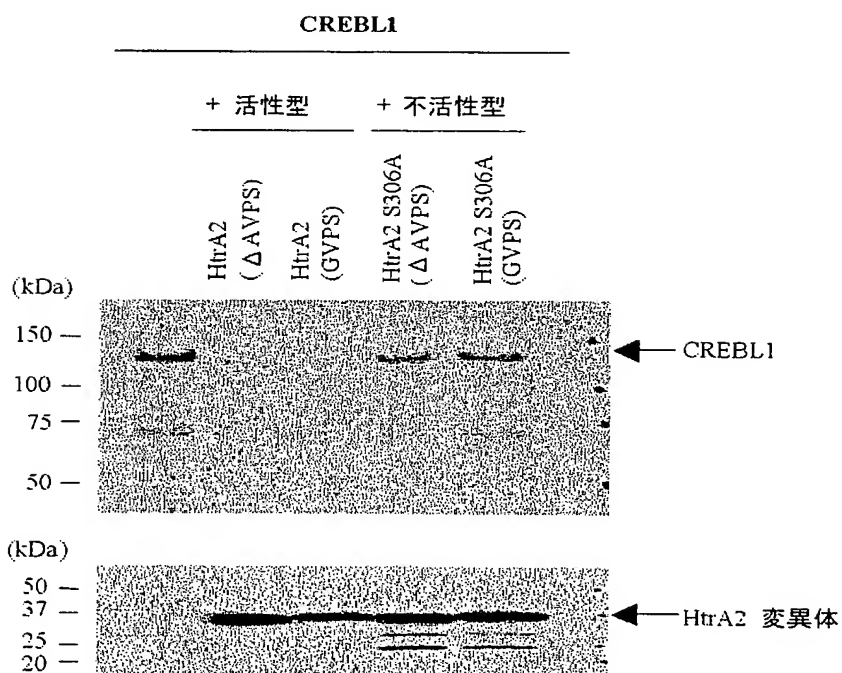 CREBL1
+ 活性型
+ 不活性型
HtrA2
(ΔAVPS)
HtrA2
(GVPS)
HtrA2 S306A
(ΔAVPS)
HtrA2 S306A
(GVPS)
(kDa)
150
100
75
50
CREBL1
(kDa)
50
37
25
20
HtrA2 変異体